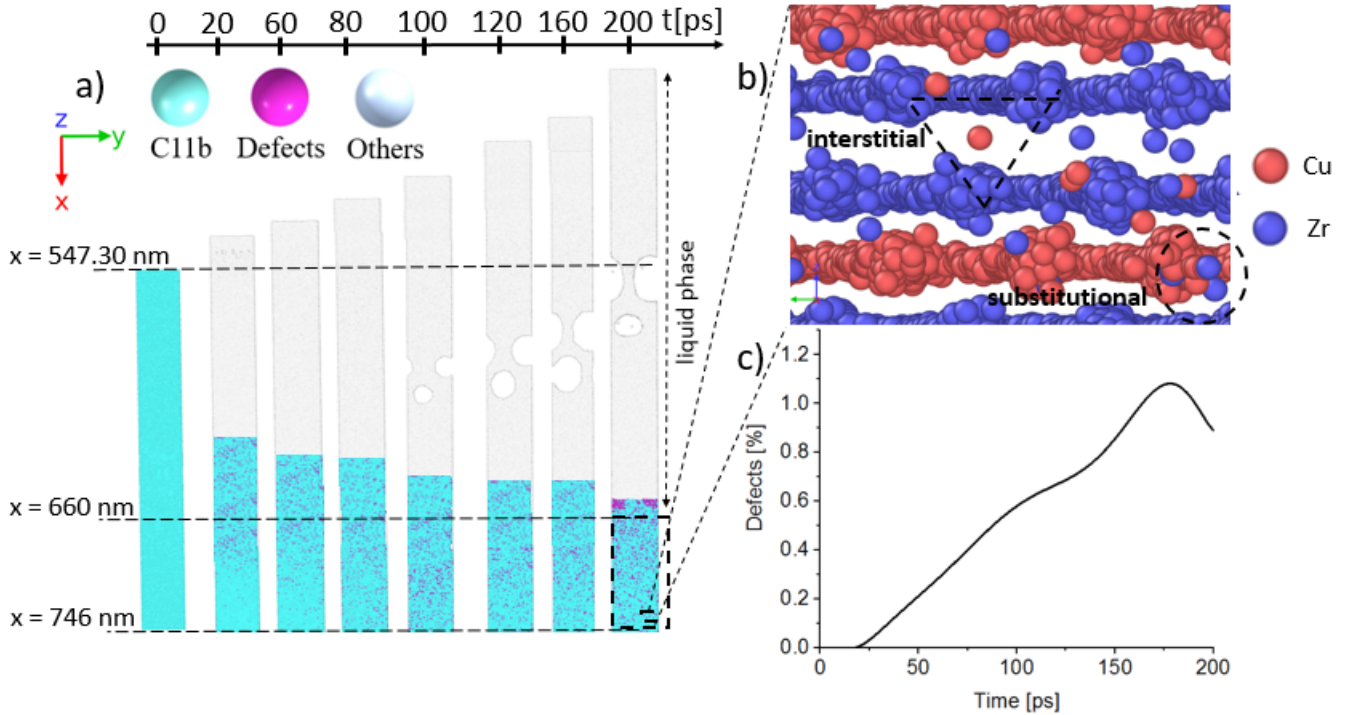 0 20 60 80 100 120 160 200 t[ps]
a)
z
y
x
C11b Defects Others
x = 547.30 nm
x = 660 nm
x = 746 nm
liquid phase
b)
interstitial
substitutional
Cu
Zr
c)
1.2
1.0
0.8
0.6
0.4
0.2
0.0
Defects [%]
0 50 100 150 200
Time [ps]